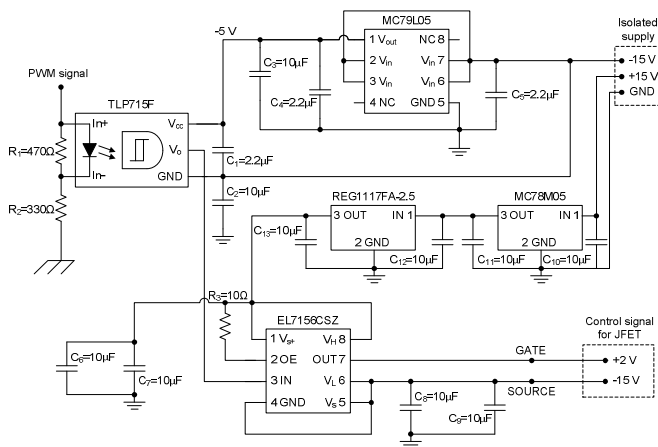 MC79L05
-5 V
1 Vout
NC 8
2 Vin
Vin 7
3 Vin
Vin 6
4 NC
GND 5
C3=10µF
C4=2.2µF
C5=2.2µF
Isolated
supply
-15 V
+15 V
GND
PWM signal
TLP715F
In+
Vcc
Vo
In-
GND
R1=470Ω
R2=330Ω
C1=2.2µF
C2=10µF
REG1117FA-2.5
MC78M05
3 OUT
IN 1
2 GND
3 OUT
IN 1
2 GND
C13=10µF
C12=10µF
C11=10µF
C10=10µF
R3=10Ω
EL7156CSZ
1 Vs+
VH 8
2 OE
OUT 7
3 IN
VL 6
4 GND
Vs 5
C6=10µF
C7=10µF
C8=10µF
C9=10µF
GATE
SOURCE
Control signal
for JFET
+2 V
-15 V